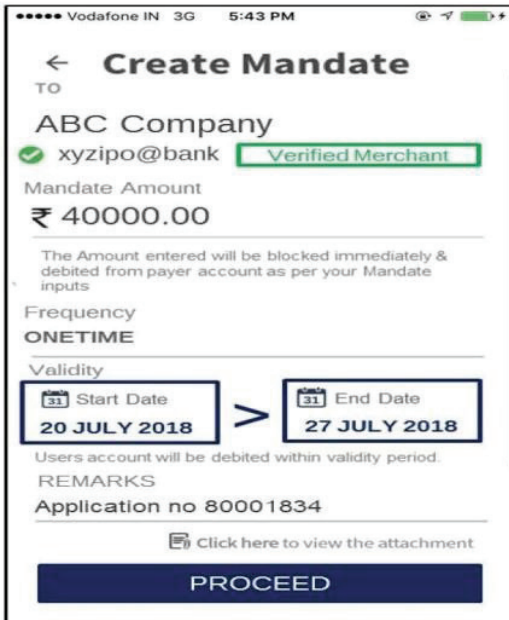 Vodafone IN 3G 5:43 PM
Create Mandate
TO
ABC Company
xyzipo@bank Verified Merchant
Mandate Amount
₹ 40000.00
The Amount entered will be blocked immediately &
debited from payer account as per your Mandate
inputs
Frequency
ONETIME
Validity
31 Start Date > 31 End Date
20 JULY 2018 27 JULY 2018
Users account will be debited within validity period.
REMARKS
Application no 80001834
Click here to view the attachment
PROCEED